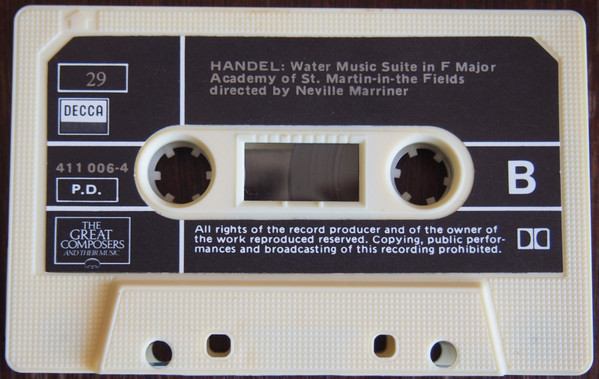 29
DECCA
411 006-4
P.D.
THE
GREAT
COMPOSERS
AND THEIR MUSIC
HANDEL: Water Music Suite in F Major
Academy of St. Martin-in-the Fields
directed by Neville Marriner
B
All rights of the record producer and of the owner of
the work reproduced reserved. Copying, public perfor-
mances and broadcasting of this recording prohibited.